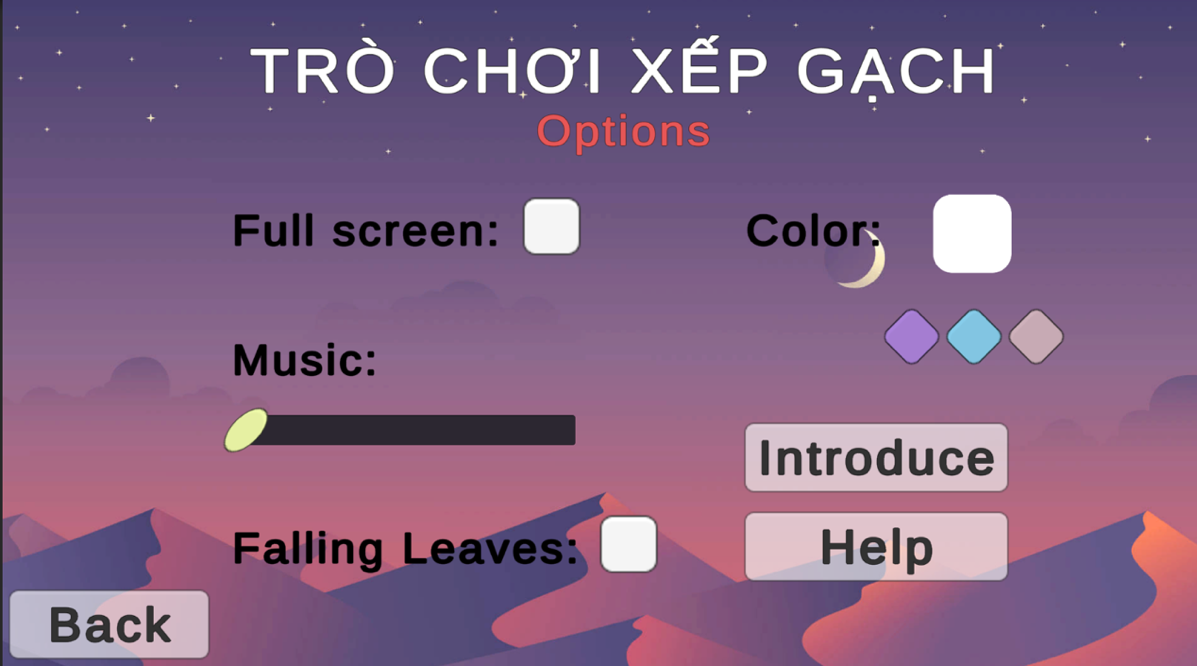 TRÒ CHƠI XẾP GẠCH
Options
Full screen:
Color:
Music:
Introduce
Falling Leaves:
Help
Back